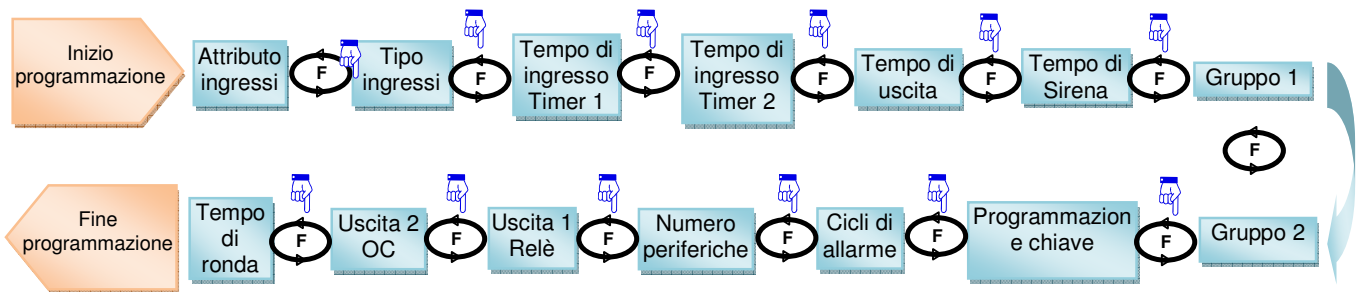 Inizio
programmazione
Attributo
ingressi
F
Tipo
ingressi
F
Tempo di
ingresso
Timer 1
F
Tempo di
ingresso
Timer 2
F
Tempo di
uscita
F
Tempo di
Sirena
F
Gruppo 1
F
Fine
programmazione
Tempo
di
ronda
F
Uscita 2
OC
F
Uscita 1
Relè
F
Numero
periferiche
F
Cicli di
allarme
F
Programmazion
e chiave
F
Gruppo 2